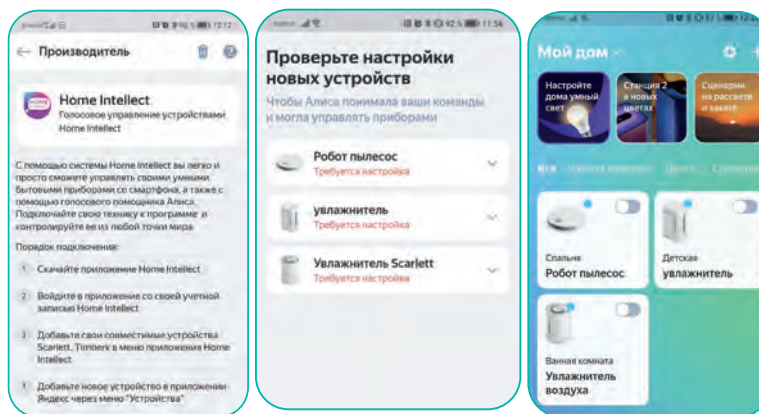 12:12
← Производитель
Home Intellect
Голосовое управление устройствами
Home Intellect
С помощью системы Home Intellect вы легко и
просто сможете управлять своими умными
бытовыми приборами со смартфона, а также с
помощью голосового помощника Алиса.
Подключайте свою технику к программе и
контролируйте ее из любой точки мира
Порядок подключения:
1 Скачайте приложение Home Intellect
2 Войдите в приложение со своей учетной
записью Home Intellect
3 Добавьте свои совместимые устройства
Scarlett, Timberk в меню приложения Home
Intellect
Добавьте новое устройство в приложении
Яндекс через меню "Устройства"
92 % 11:54
Проверьте настройки
новых устройств
Чтобы Алиса понимала ваши команды
и могла управлять приборами
Робот пылесос
Требуется настройка
увлажнитель
Требуется настройка
Увлажнитель Scarlett
Требуется настройка
Мой дом
Настройте
дома умный
свет
Станция 2
в новых
цветах
Сценарии
на рассвете
и закате
Все
Спальня
Робот пылесос
Детская
увлажнитель
Ванная комната
Увлажнитель
воздуха